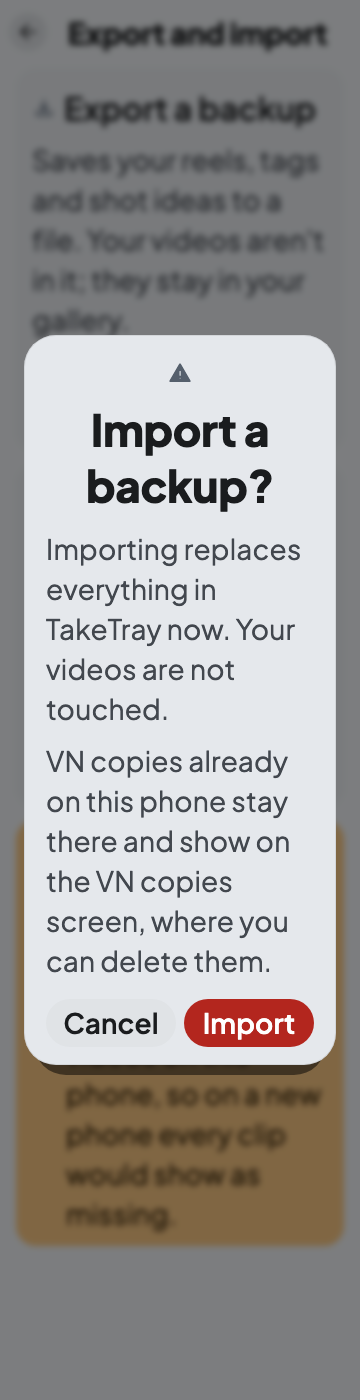 Export and import
Export a backup
Saves your reels, tags
and shot ideas to a
file. Your videos aren't
in it; they stay in your
gallery.
Import a
backup?
Importing replaces
everything in
TakeTray now. Your
videos are not
touched.
VN copies already
on this phone stay
there and show on
the VN copies
screen, where you
can delete them.
Cancel
Import
phone, so on a new
phone every clip
would show as
missing.